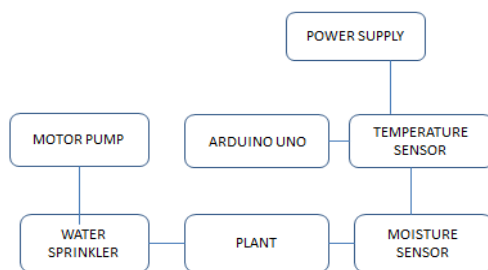 POWER SUPPLY
MOTOR PUMP
ARDUINO UNO
TEMPERATURE
SENSOR
WATER
SPRINKLER
PLANT
MOISTURE
SENSOR